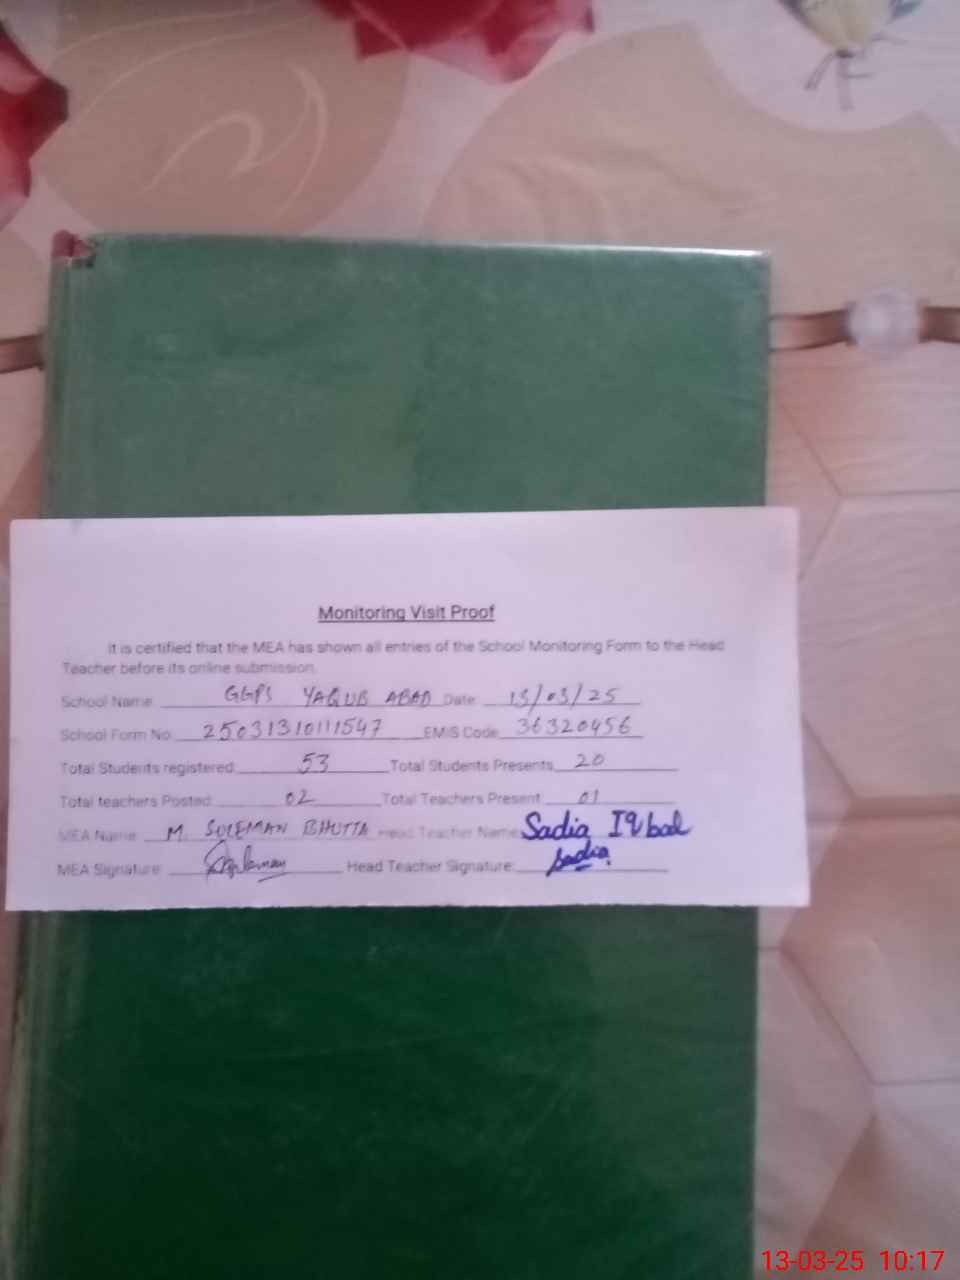 Monitoring Visit Proof
It is certified that the MEA has shown all entries of the School Monitoring Form to the Head
Teacher before its online submission.
School Name GGPS YAQUB ABAD Date 13/03/25
School Form No. 25031310111547 EMIS Code 36320456
Total Students registered 53 Total Students Presents 20
Total teachers Posted 02 Total Teachers Present 01
MEA Name M. SULEMAN BHUTTA Head Teacher Name Sadia Iqbal
MEA Signature Suleman Head Teacher Signature: Sadia
13-03-25 10:17